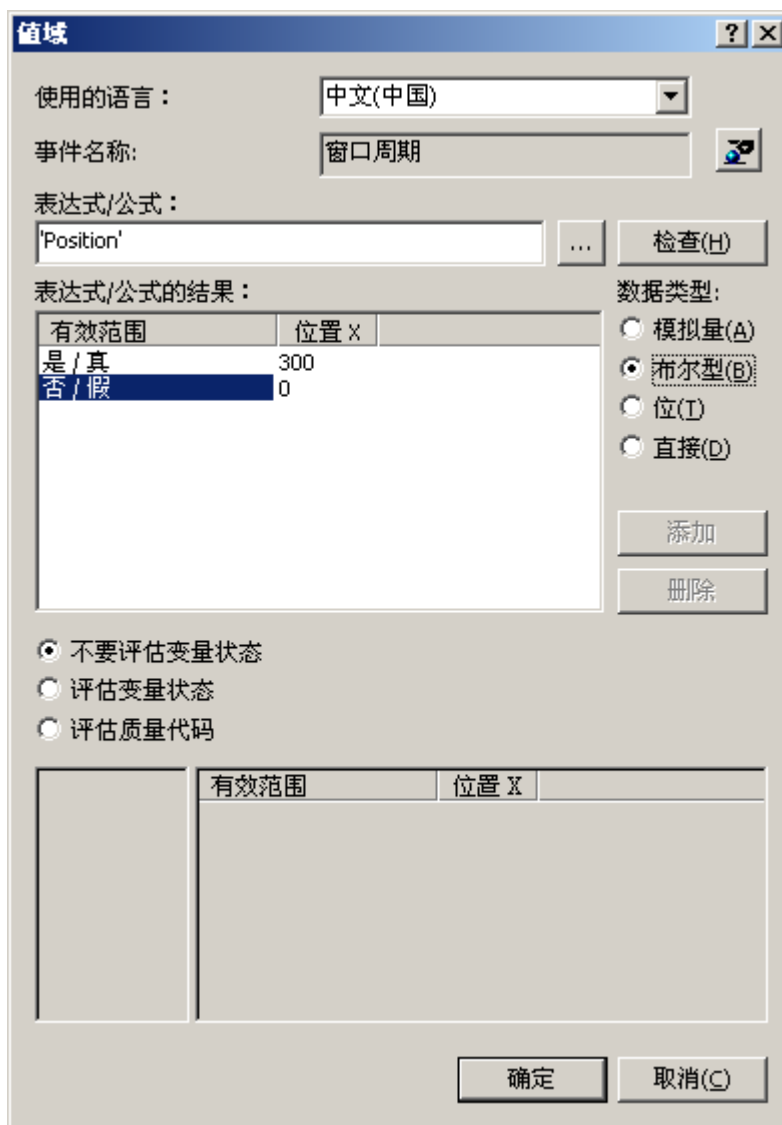 值域
使用的语言：
中文(中国)
事件名称:
窗口周期
表达式/公式：
'Position'
...
检查(H)
表达式/公式的结果：
数据类型:
有效范围 位置 X
是 / 真 300
否 / 假 0
模拟量(A)
布尔型(B)
位(T)
直接(D)
添加
删除
不要评估变量状态
评估变量状态
评估质量代码
有效范围 位置 X
确定
取消(C)